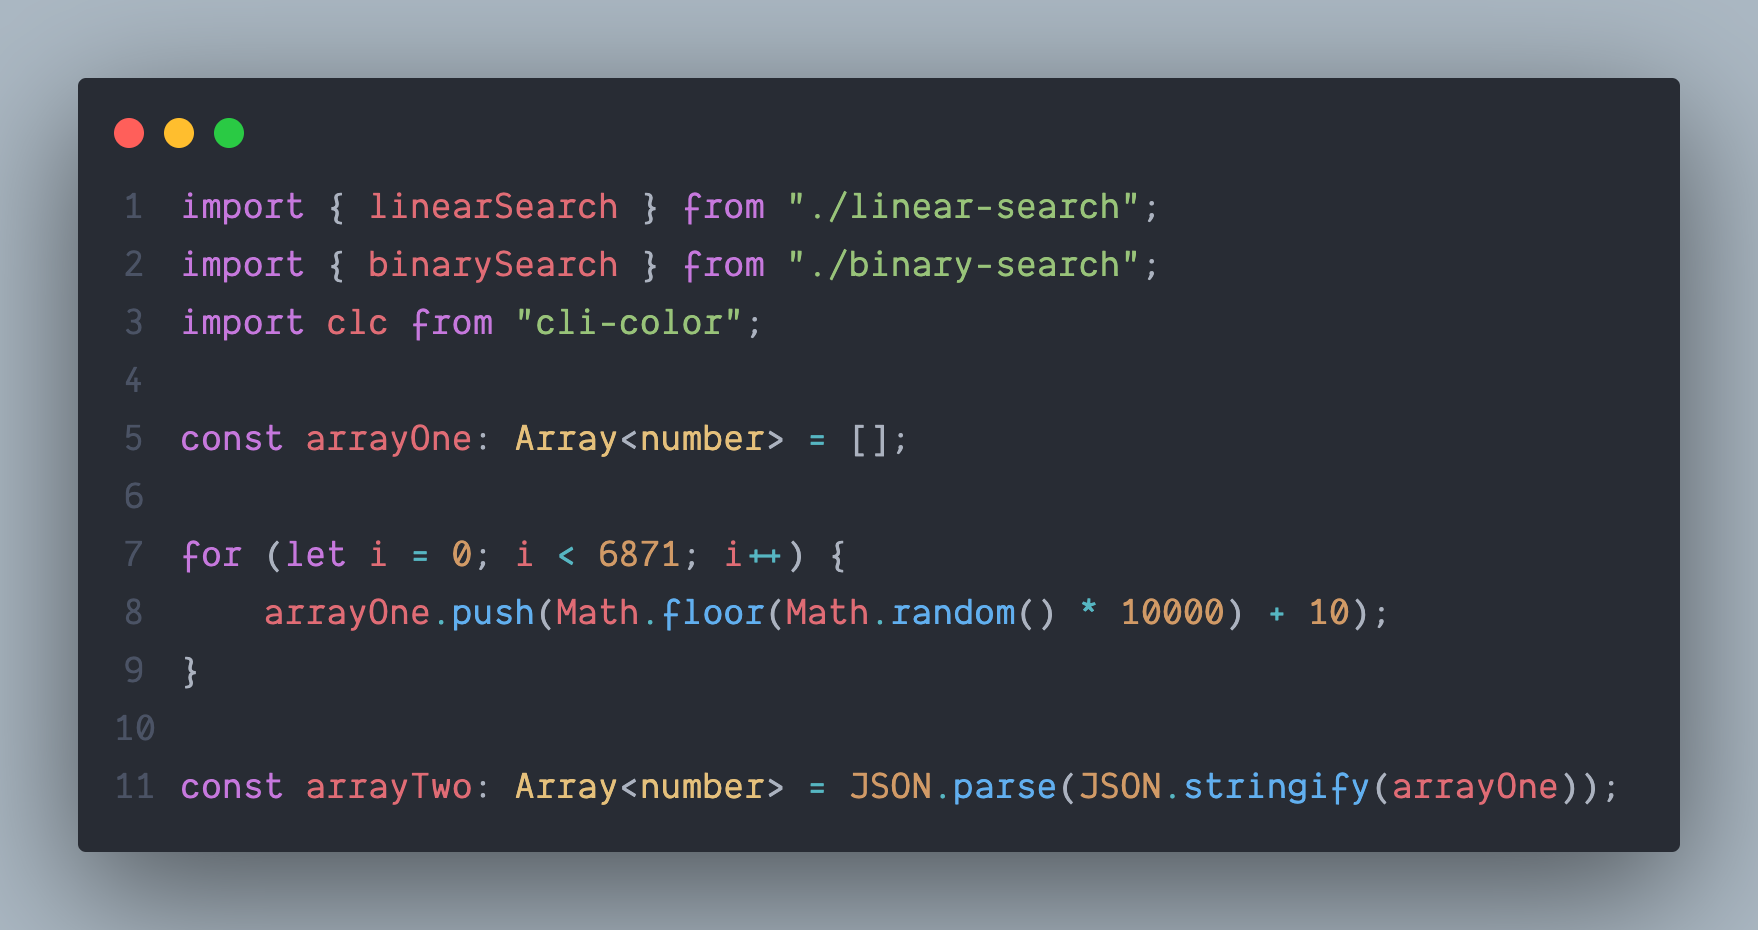 1 import { linearSearch } from "./linear-search";
2 import { binarySearch } from "./binary-search";
3 import clc from "cli-color";
4
5 const arrayOne: Array<number> = [];
6
7 for (let i = 0; i < 6871; i++) {
8     arrayOne.push(Math.floor(Math.random() * 10000) + 10);
9 }
10
11 const arrayTwo: Array<number> = JSON.parse(JSON.stringify(arrayOne));